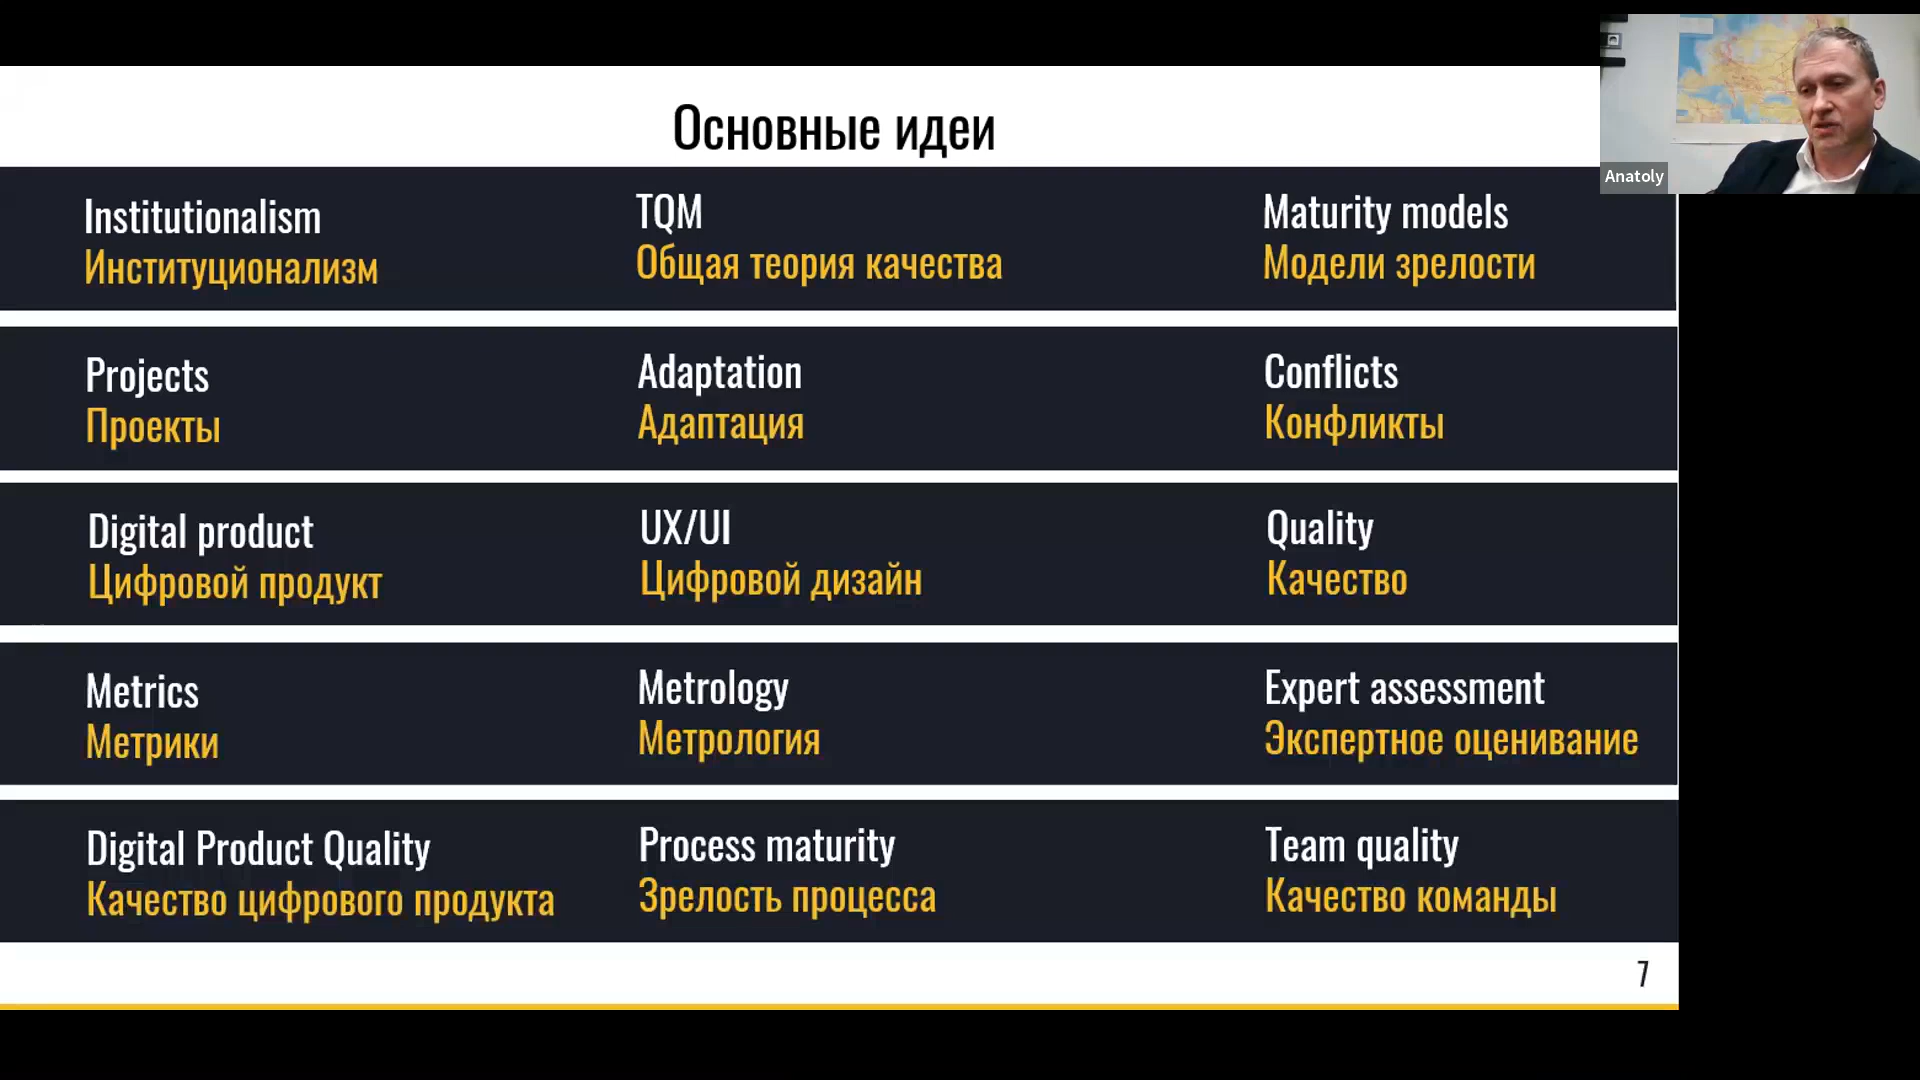 Основные идеи
Anatoly
Institutionalism
Институционализм
TQM
Общая теория качества
Maturity models
Модели зрелости
Projects
Проекты
Adaptation
Адаптация
Conflicts
Конфликты
Digital product
Цифровой продукт
UX/UI
Цифровой дизайн
Quality
Качество
Metrics
Метрики
Metrology
Метрология
Expert assessment
Экспертное оценивание
Digital Product Quality
Качество цифрового продукта
Process maturity
Зрелость процесса
Team quality
Качество команды
7